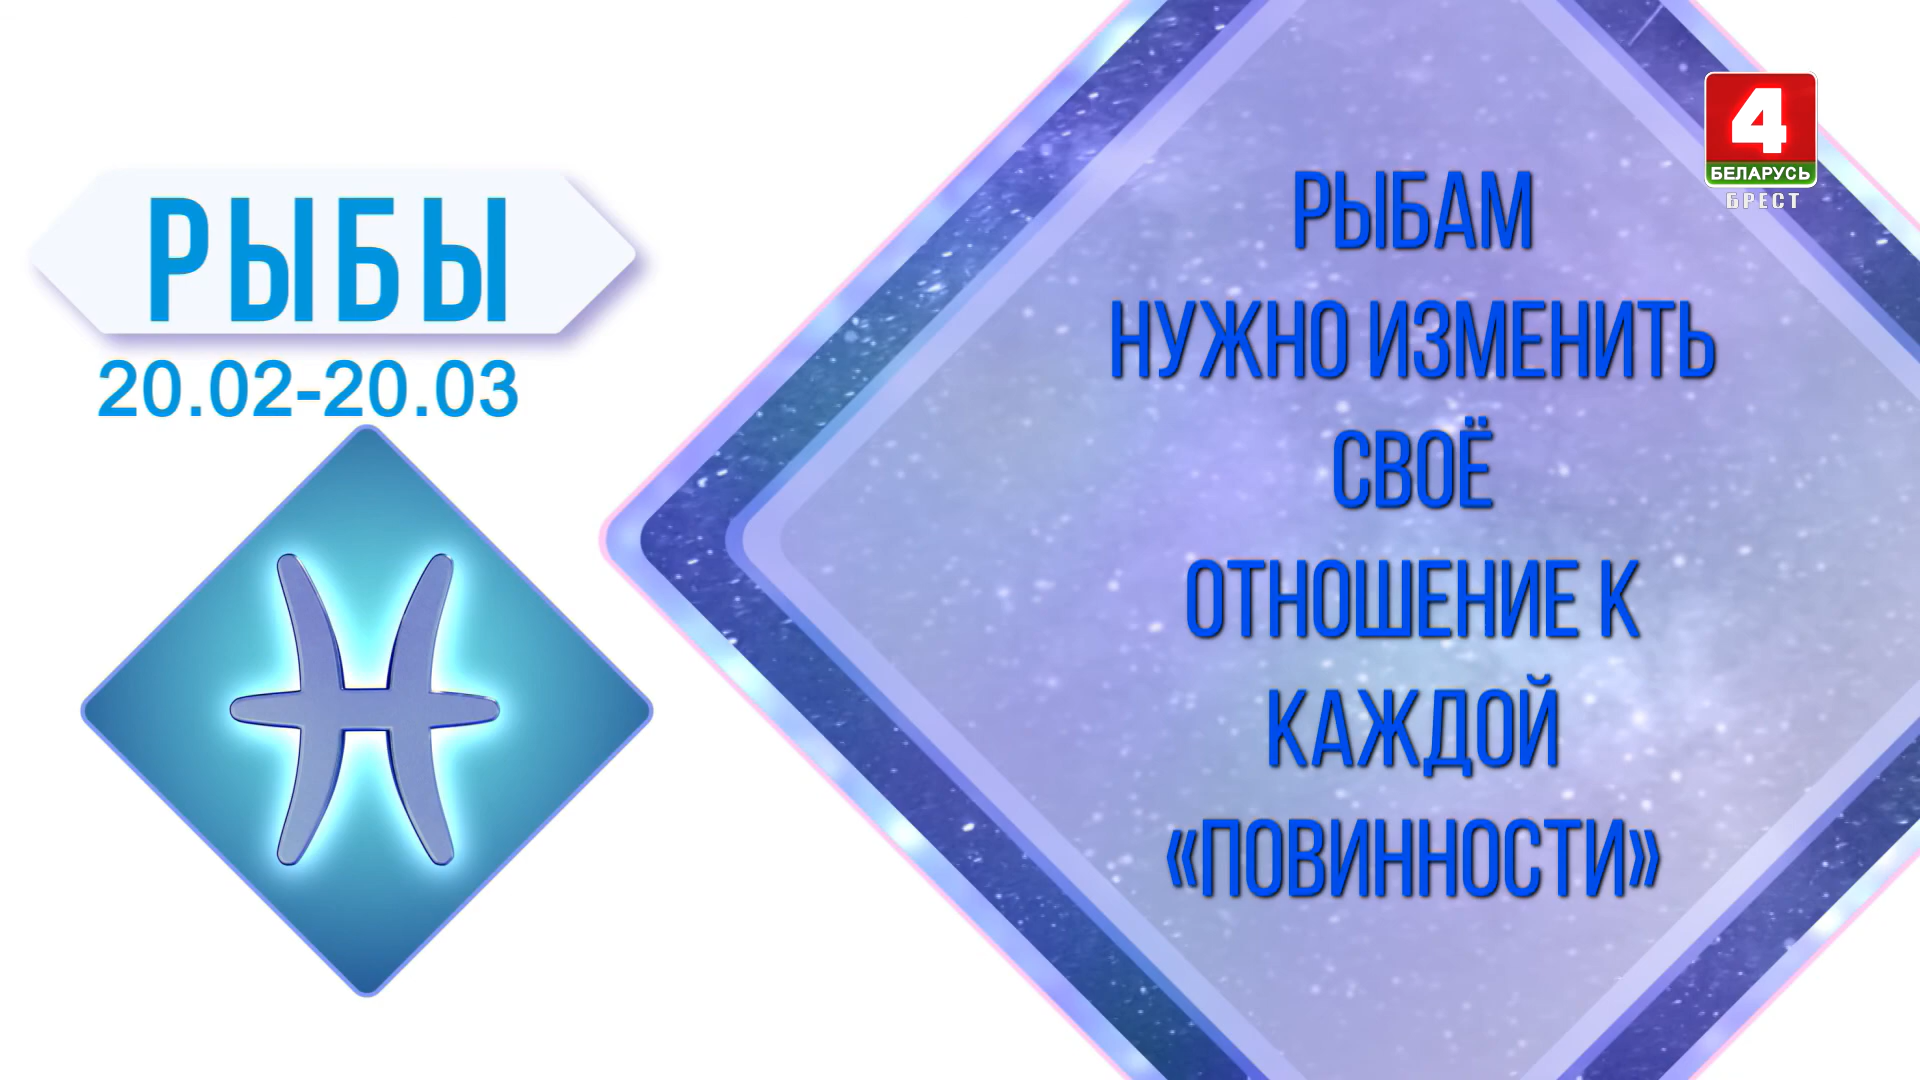 РЫБЫ
20.02-20.03
РЫБАМ
НУЖНО ИЗМЕНИТЬ
СВОЁ
ОТНОШЕНИЕ К
КАЖДОЙ
«ПОВИННОСТИ»
4
БЕЛАРУСЬ
БРЕСТ